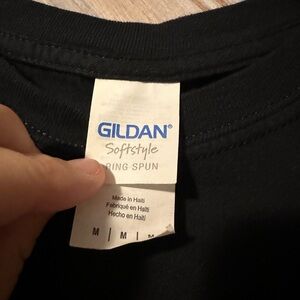 GILDAN®
Softstyle
RING SPUN
Made in Haiti
Fabriqué en Haïti
Hecho en Haití
M | M | M